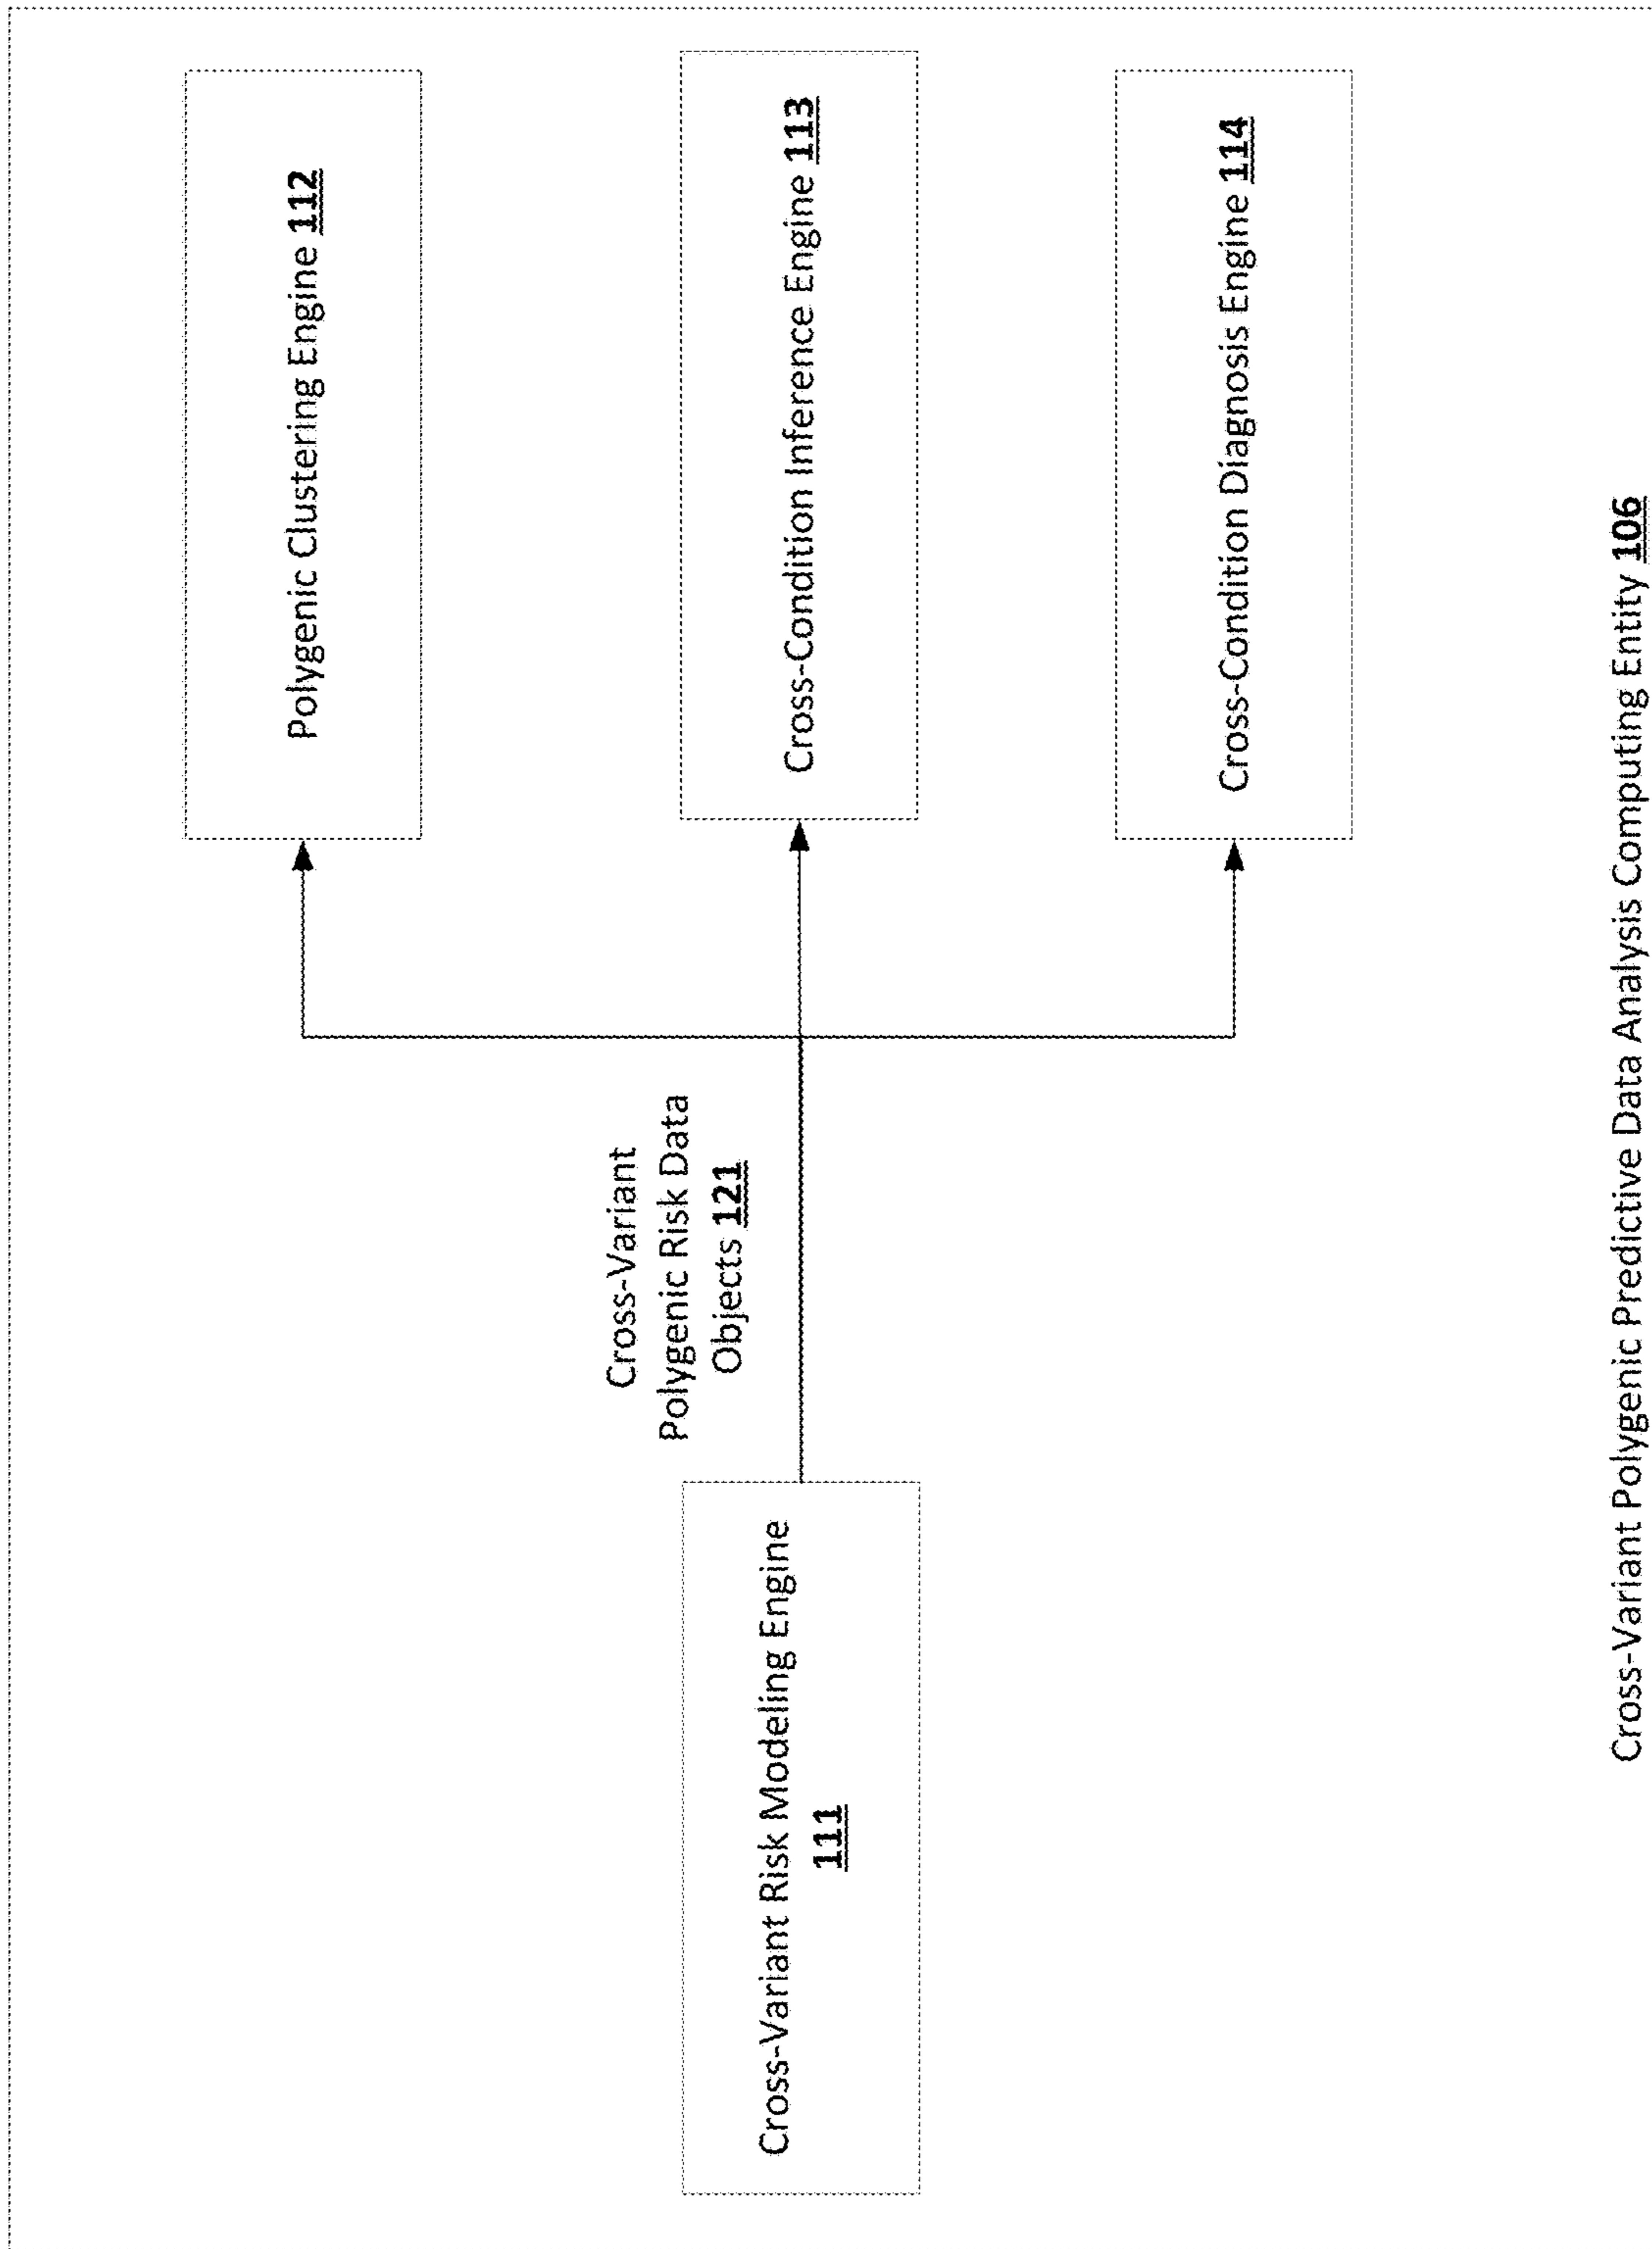 Polygenic Clustering Engine 112
Cross-Variant
Polygenic Risk Data
Objects 121
Cross-Variant Risk Modeling Engine
111
Cross-Condition Inference Engine 113
Cross-Condition Diagnosis Engine 114
Cross-Variant Polygenic Predictive Data Analysis Computing Entity 106